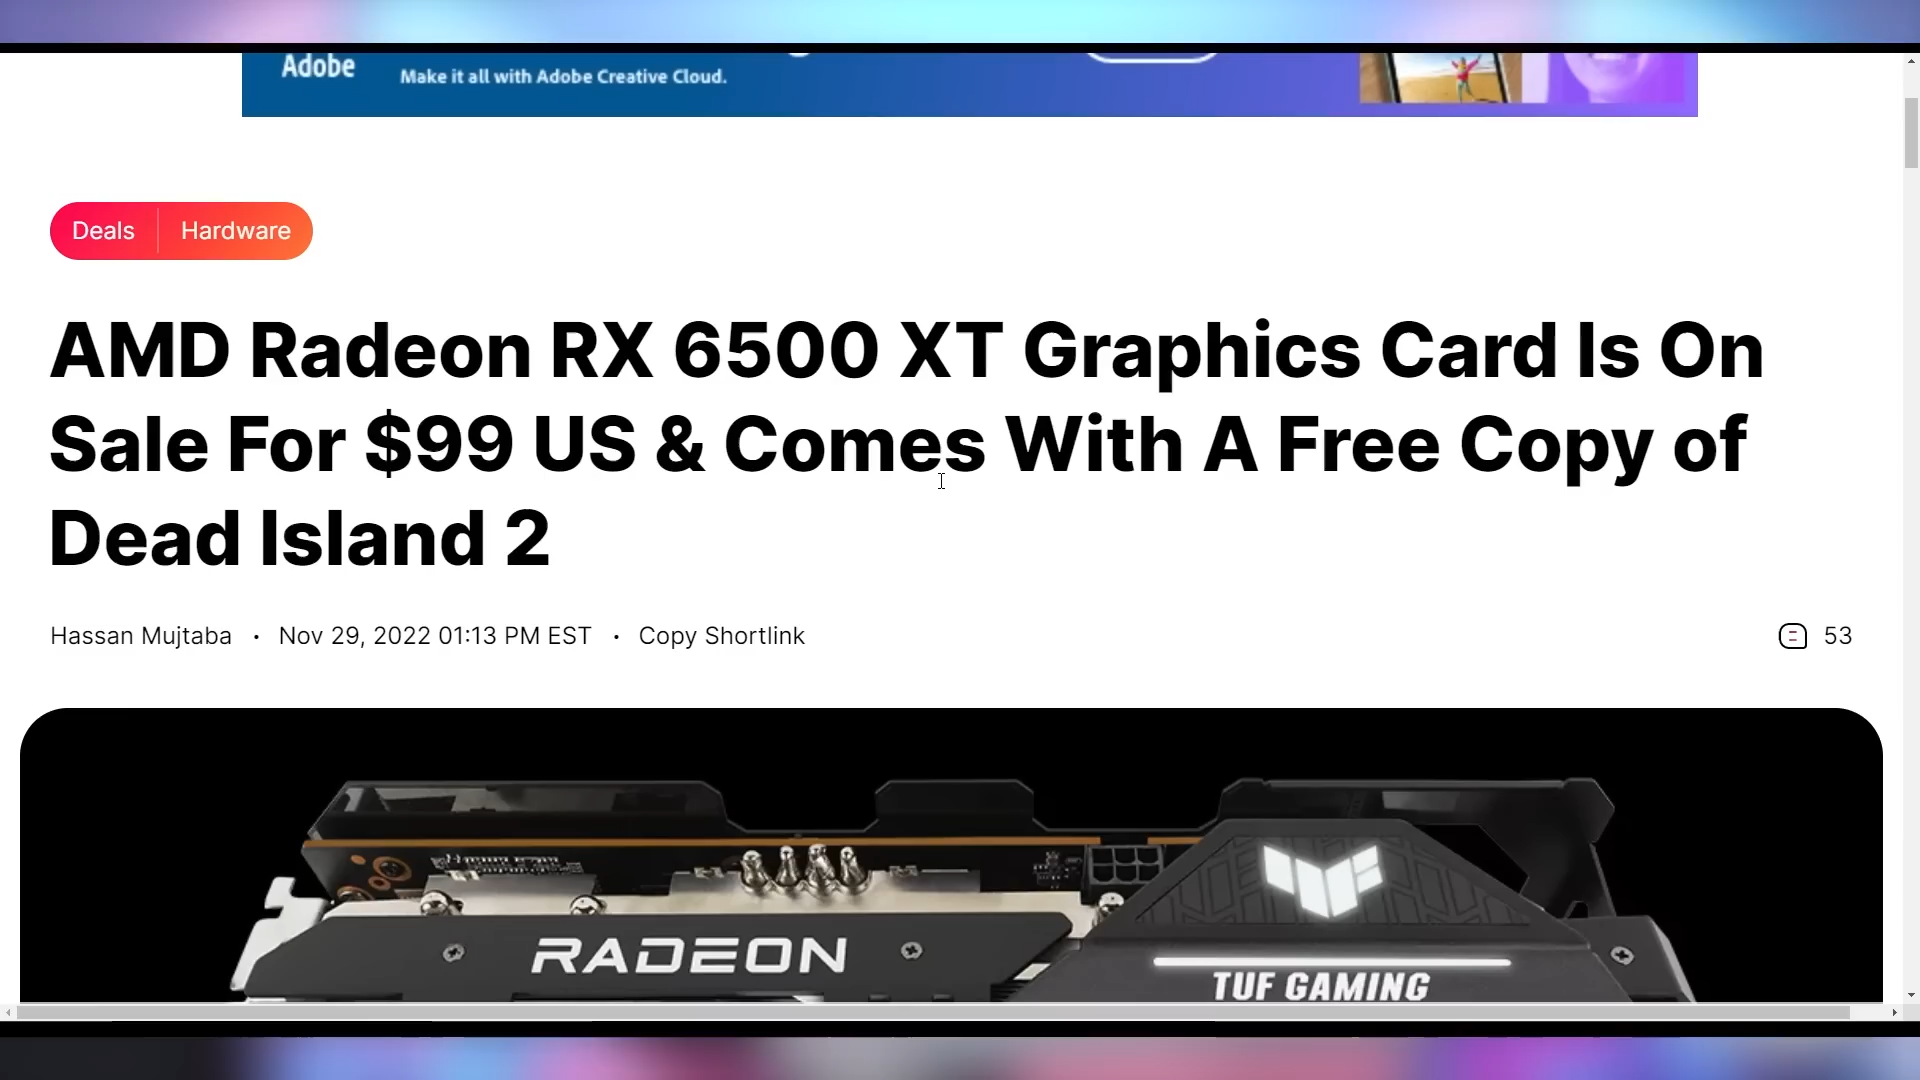 Adobe
Make it all with Adobe Creative Cloud.
Deals
Hardware
AMD Radeon RX 6500 XT Graphics Card Is On
Sale For $99 US & Comes With A Free Copy of
Dead Island 2
Hassan Mujtaba • Nov 29, 2022 01:13 PM EST • Copy Shortlink
53
RADEON
TUF GAMING